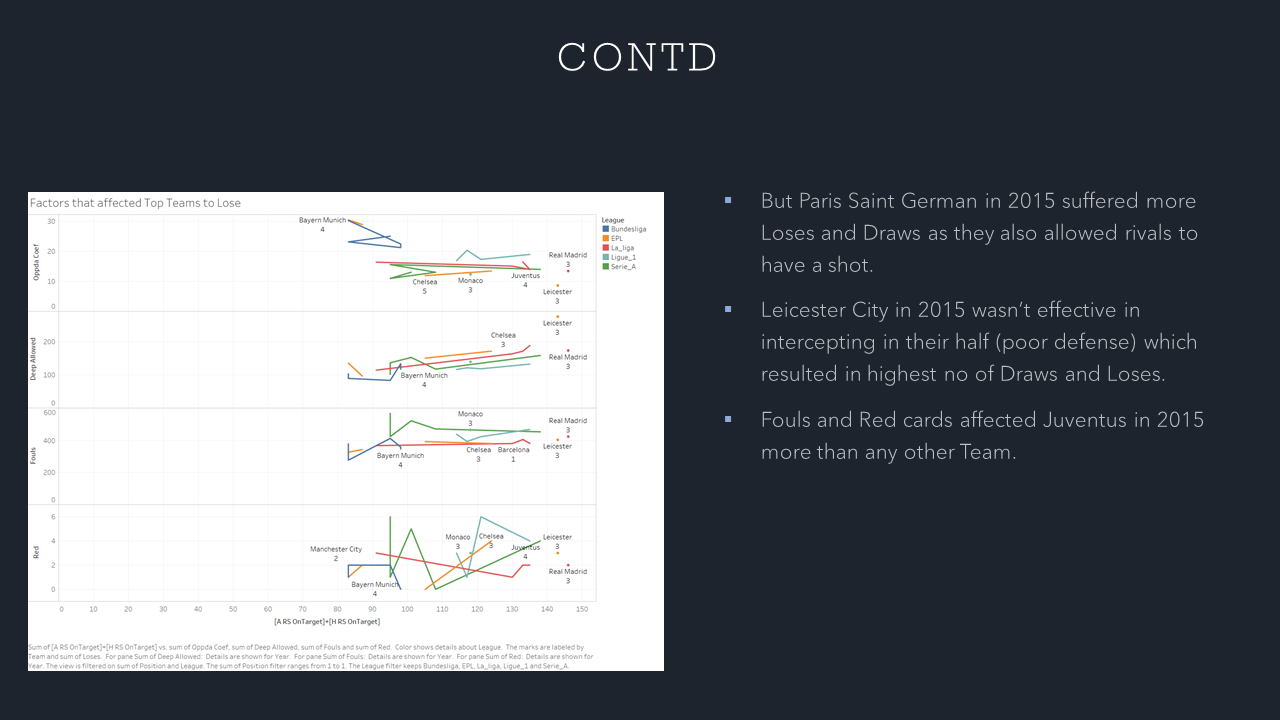 CONTD
Factors that affected Top Teams to Lose
League
Bundesliga
EPL
La_liga
Ligue_1
Serie_A
Oppda Coef
30
20
10
0
Bayern Munich
4
Chelsea
5
Monaco
3
Juventus
4
Real Madrid
3
Leicester
3
Deep Allowed
200
100
0
Leicester
3
Chelsea
3
Real Madrid
3
Bayern Munich
4
Fouls
600
400
200
0
Monaco
3
Real Madrid
3
Bayern Munich
4
Chelsea
3
Barcelona
1
Leicester
3
Red
6
4
2
0
Manchester City
2
Bayern Munich
4
Monaco
3
Chelsea
3
Juventus
4
Leicester
3
Real Madrid
3
0 10 20 30 40 50 60 70 80 90 100 110 120 130 140 150
[A RS OnTarget]+[H RS OnTarget]
Sum of [A RS OnTarget]+[H RS OnTarget] vs. sum of Oppda Coef, sum of Deep Allowed, sum of Fouls and sum of Red. Color shows details about League. The marks are labeled by
Team and sum of Loses. For pane Sum of Deep Allowed: Details are shown for Year. For pane Sum of Fouls: Details are shown for Year. For pane Sum of Red: Details are shown for
Year. The view is filtered on sum of Position and League. The sum of Position filter ranges from 1 to 1. The League filter keeps Bundesliga, EPL, La_liga, Ligue_1 and Serie_A.
▪ But Paris Saint German in 2015 suffered more
Loses and Draws as they also allowed rivals to
have a shot.
▪ Leicester City in 2015 wasn’t effective in
intercepting in their half (poor defense) which
resulted in highest no of Draws and Loses.
▪ Fouls and Red cards affected Juventus in 2015
more than any other Team.